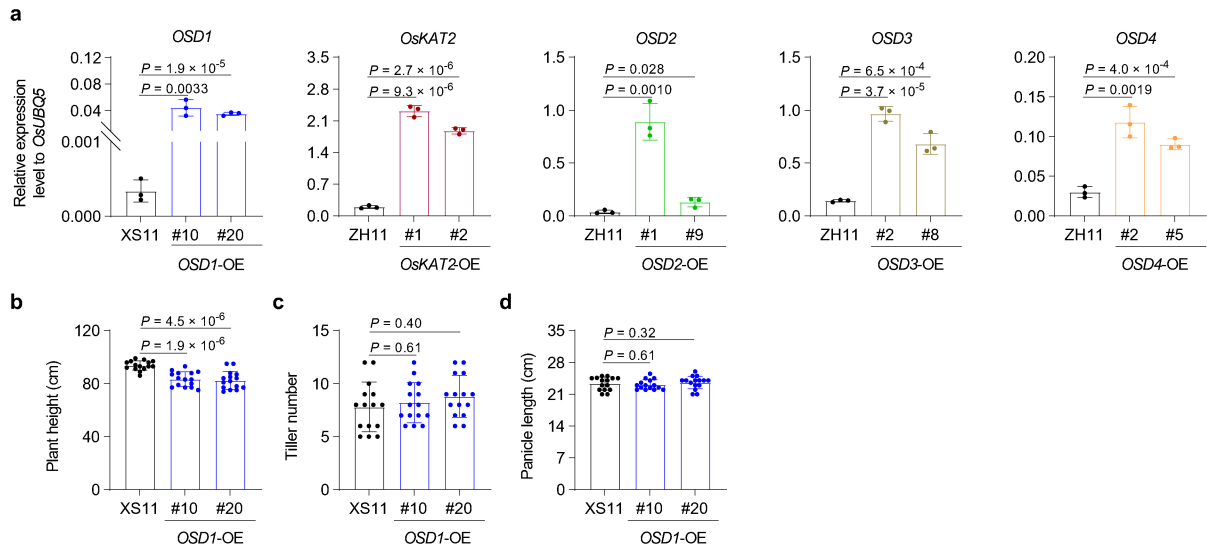 a
OSD1
OsKAT2
OSD2
OSD3
OSD4
Relative expression
level to OsUBQ5
0.12
0.08
0.04
0.001
0.000
P = 1.9 × 10⁻⁵
P = 0.0033
XS11
#10
#20
OSD1-OE
3.5
2.8
2.1
1.4
0.7
0.0
P = 2.7 × 10⁻⁶
P = 9.3 × 10⁻⁶
ZH11
#1
#2
OsKAT2-OE
1.5
1.0
0.5
0.0
P = 0.028
P = 0.0010
ZH11
#1
#9
OSD2-OE
1.5
1.0
0.5
0.0
P = 6.5 × 10⁻⁴
P = 3.7 × 10⁻⁵
ZH11
#2
#8
OSD3-OE
0.20
0.15
0.10
0.05
0.00
P = 4.0 × 10⁻⁴
P = 0.0019
ZH11
#2
#5
OSD4-OE
b
Plant height (cm)
120
80
40
0
P = 4.5 × 10⁻⁶
P = 1.9 × 10⁻⁶
XS11
#10
#20
OSD1-OE
c
Tiller number
15
10
5
0
P = 0.40
P = 0.61
XS11
#10
#20
OSD1-OE
d
Panicle length (cm)
35
28
21
14
7
0
P = 0.32
P = 0.61
XS11
#10
#20
OSD1-OE